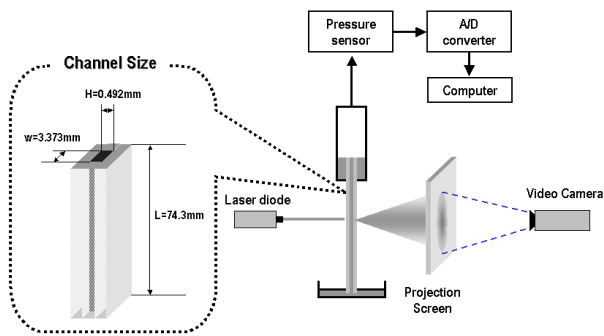 Pressure
sensor
A/D
converter
Computer
Channel Size
H=0.492mm
w=3.373mm
L=74.3mm
Laser diode
Video Camera
Projection
Screen